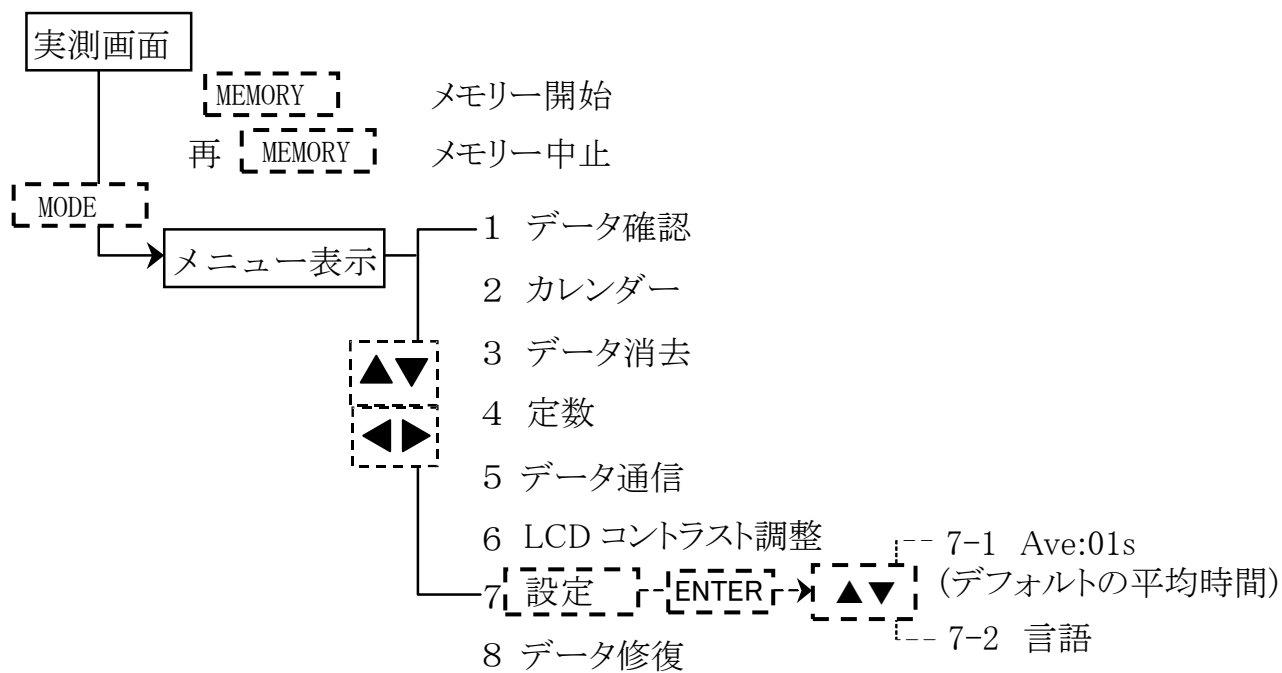 実測画面
MEMORY メモリー開始
再 MEMORY メモリー中止
MODE
メニュー表示
1 データ確認
2 カレンダー
3 データ消去
▲▼
4 定数
◀▶
5 データ通信
6 LCD コントラスト調整
7 設定 ENTER ▲▼
7-1 Ave:01s
(デフォルトの平均時間)
7-2 言語
8 データ修復